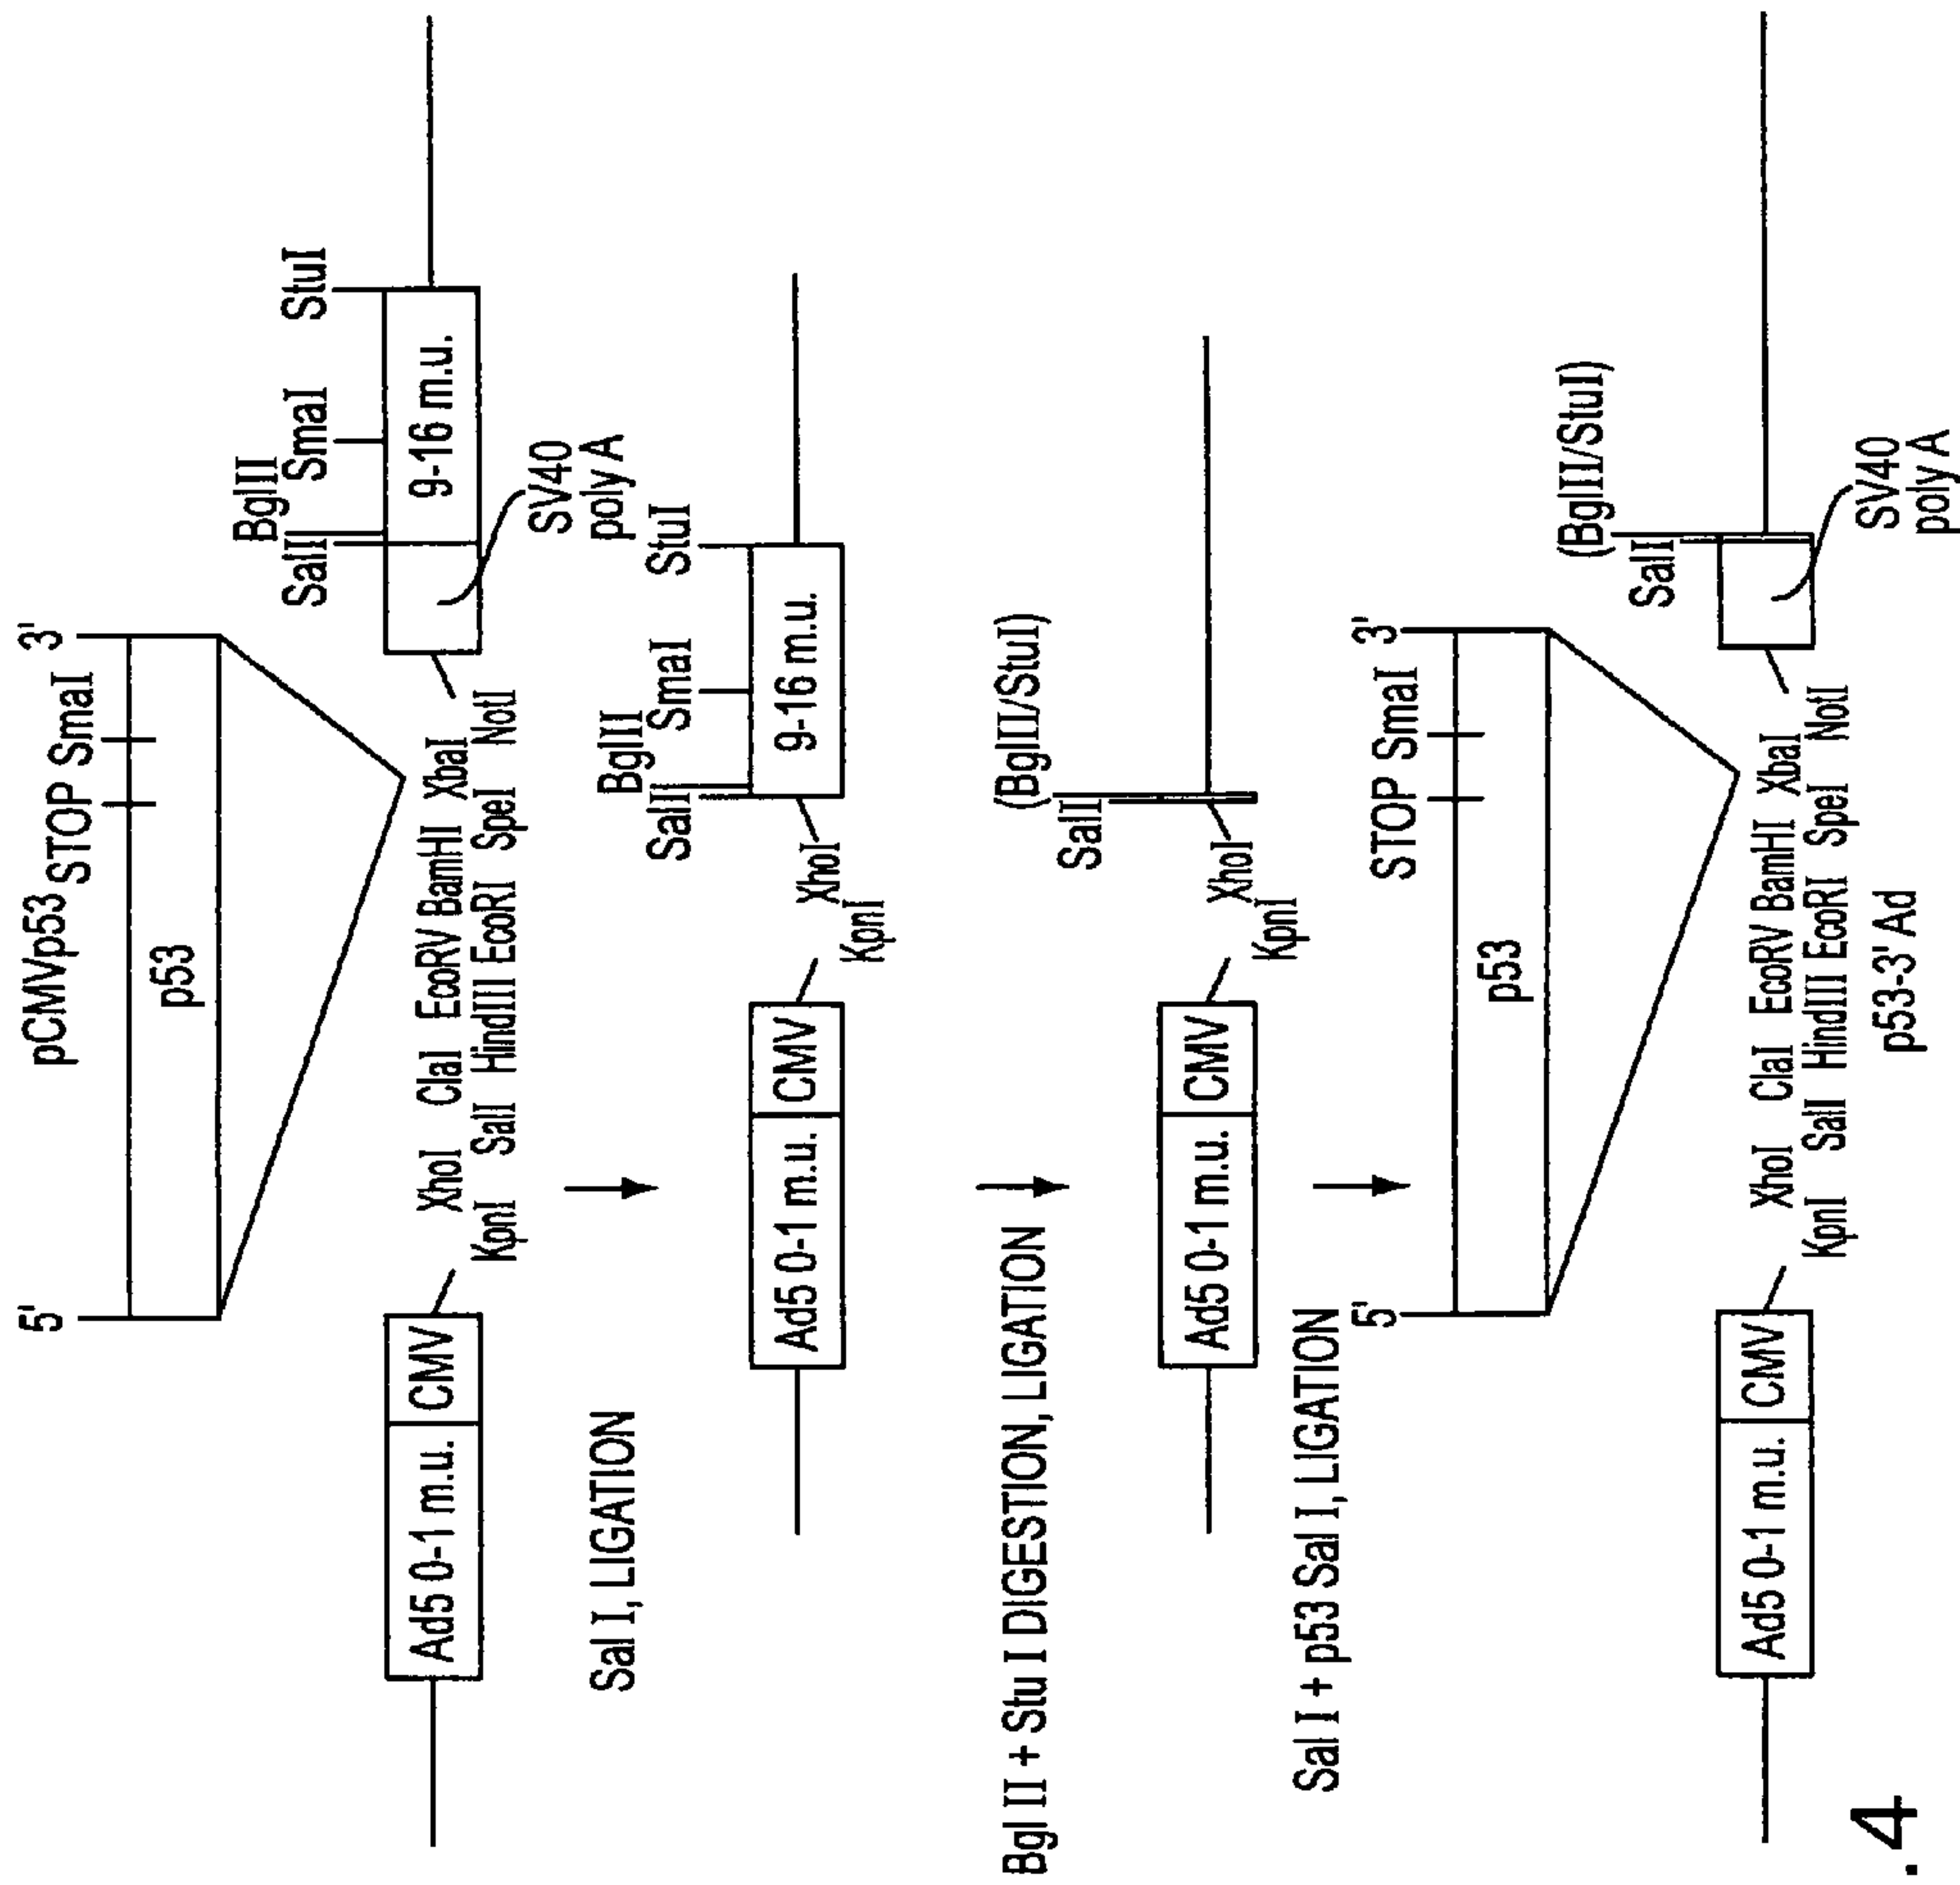 pCMVp53
5'
STOP
SmaI
3'
p53
BglII
SalI
SmaI
StuI
Ad5 0-1 m.u.
CMV
9-16 m.u.
XhoI ClaI EcoRV BamHI XbaI
KpnI SalI HindIII EcoRI SpeI NotI
SV40
poly A
Sal I, LIGATION
BglII
SalI
SmaI
StuI
Ad5 0-1 m.u.
CMV
9-16 m.u.
XhoI
KpnI
Bgl II + Stu I DIGESTION, LIGATION
(BglII/StuI)
SalI
Ad5 0-1 m.u.
CMV
XhoI
KpnI
Sal I + p53 Sal I, LIGATION
5'
STOP
SmaI
3'
p53
(BglII/StuI)
SalI
Ad5 0-1 m.u.
CMV
XhoI ClaI EcoRV BamHI XbaI
KpnI SalI HindIII EcoRI SpeI NotI
SV40
poly A
p53-3' Ad
.4